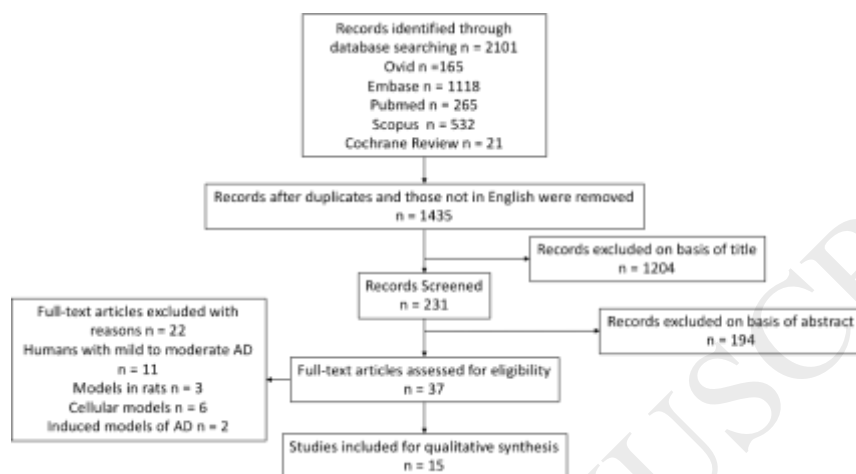 Records identified through
database searching n = 2101
Ovid n =165
Embase n = 1118
Pubmed n = 265
Scopus n = 532
Cochrane Review n = 21
Records after duplicates and those not in English were removed
n = 1435
Records excluded on basis of title
n = 1204
Records Screened
n = 231
Full-text articles excluded with
reasons n = 22
Humans with mild to moderate AD
n = 11
Models in rats n = 3
Cellular models n = 6
Induced models of AD n = 2
Records excluded on basis of abstract
n = 194
Full-text articles assessed for eligibility
n = 37
Studies included for qualitative synthesis
n = 15
USCR